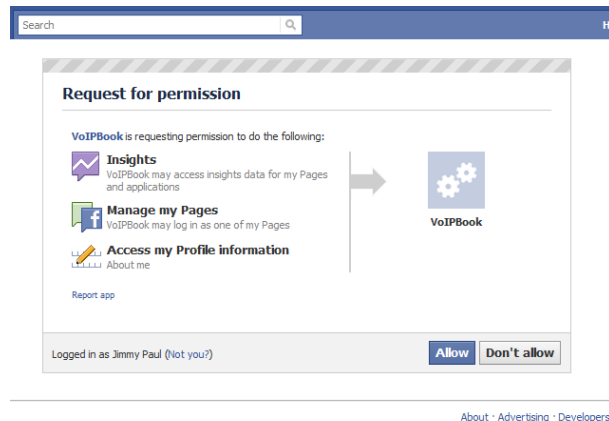 Search
H
Request for permission
VoIPBook is requesting permission to do the following:
Insights
VoIPBook may access insights data for my Pages
and applications
Manage my Pages
VoIPBook may log in as one of my Pages
Access my Profile information
About me
VoIPBook
Report app
Logged in as Jimmy Paul (Not you?)
Allow
Don't allow
About · Advertising · Developers